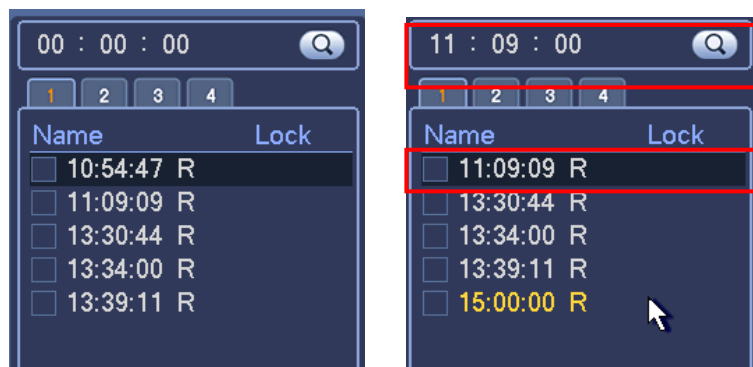 00 : 00 : 00
1 2 3 4
Name Lock
10:54:47 R
11:09:09 R
13:30:44 R
13:34:00 R
13:39:11 R
11 : 09 : 00
1 2 3 4
Name Lock
11:09:09 R
13:30:44 R
13:34:00 R
13:39:11 R
15:00:00 R